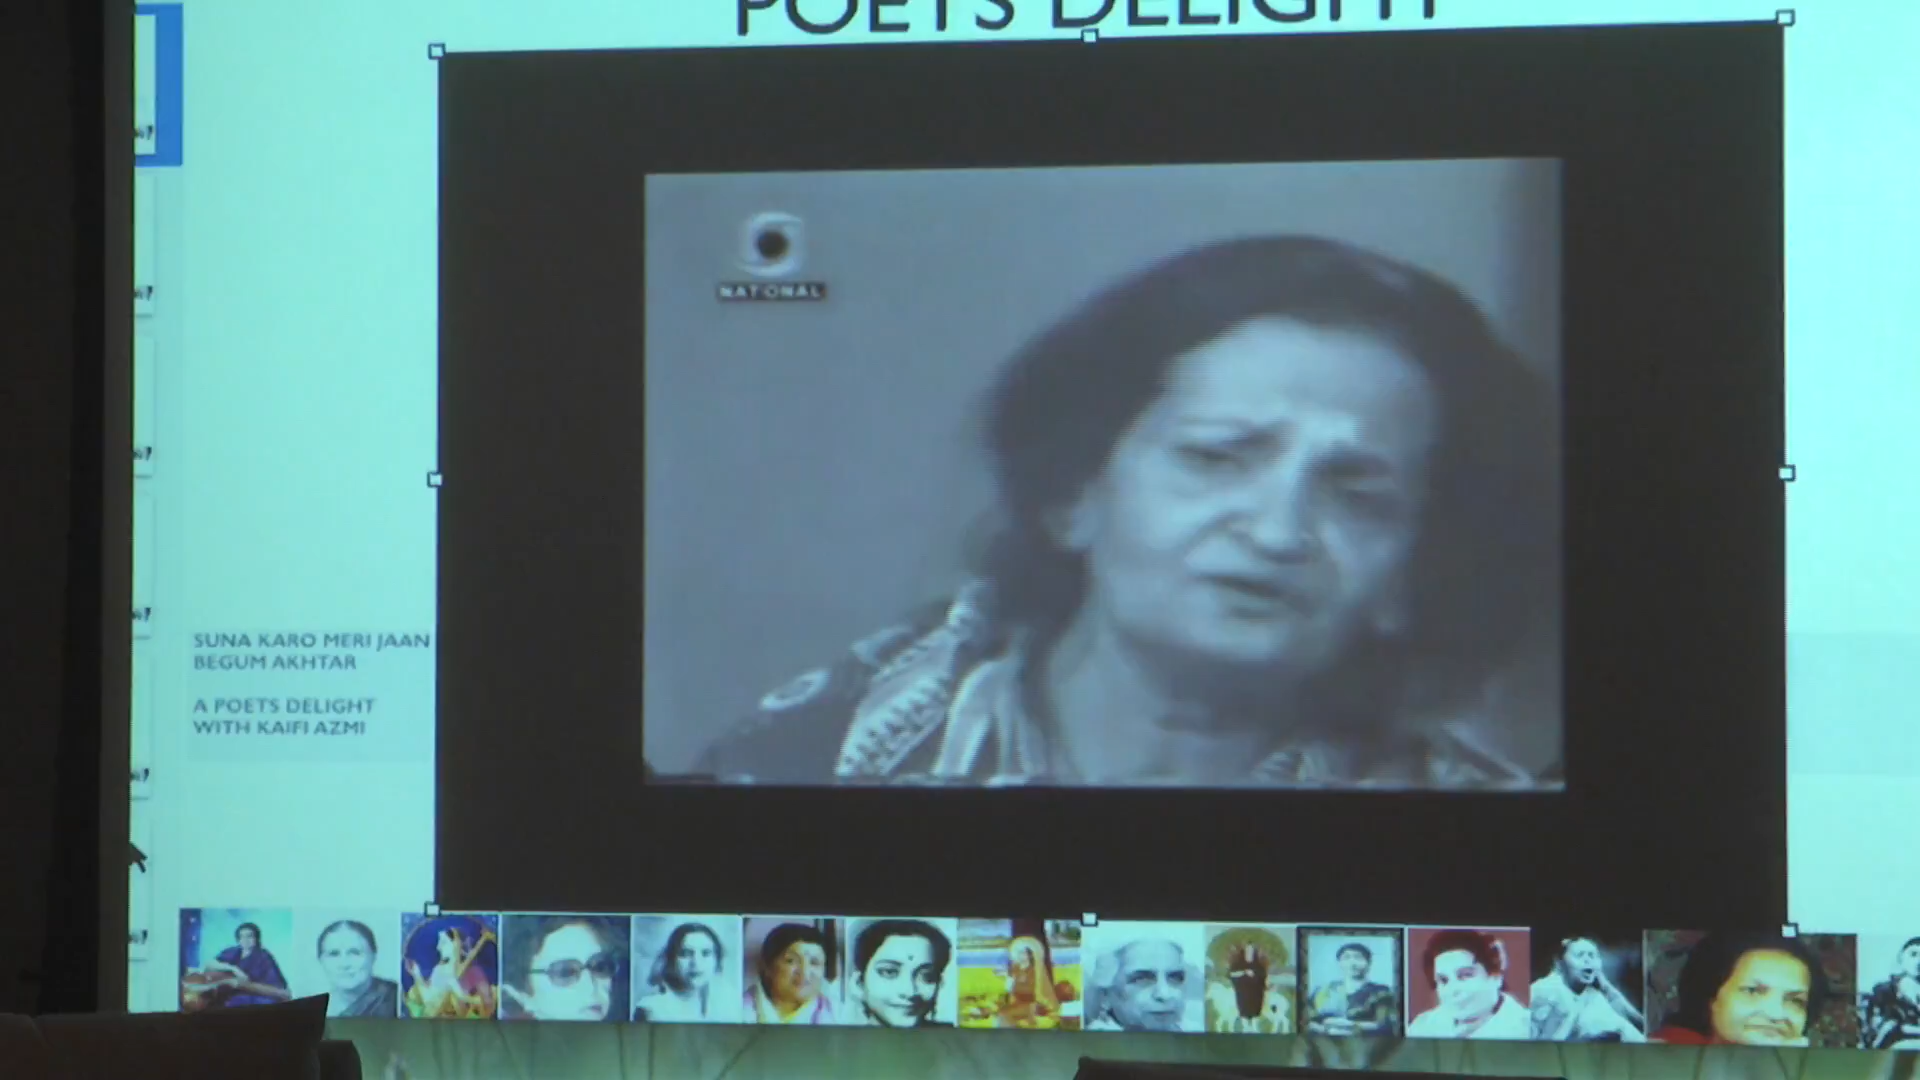 POETS DELIGHT
NATIONAL
SUNA KARO MERI JAAN
BEGUM AKHTAR
A POETS DELIGHT
WITH KAIFI AZMI